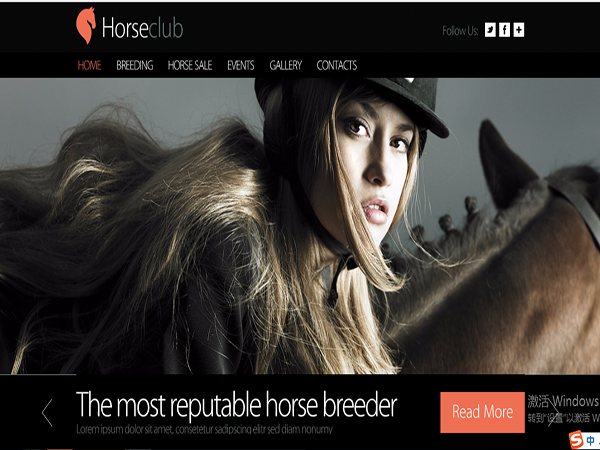 Horseclub
Follow Us:
HOME BREEDING HORSE SALE EVENTS GALLERY CONTACTS
The most reputable horse breeder
Lorem ipsum dolor sit amet, consetetur sadipscing elitr sed diam nonumy
Read More
激活 Windows
转到"设置"以激活 W
中